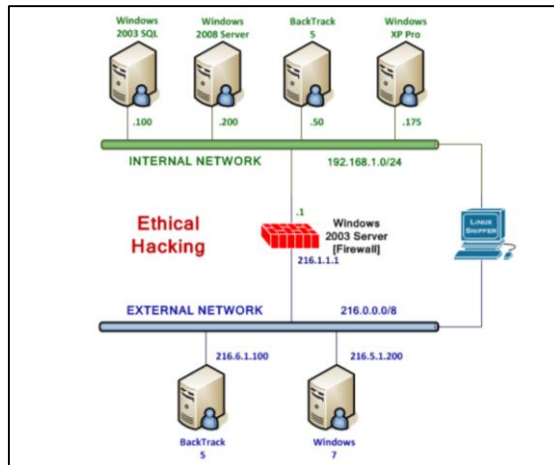 Windows
2003 SQL
Windows
2008 Server
BackTrack
5
Windows
XP Pro
.100
.200
.50
.175
INTERNAL NETWORK
192.168.1.0/24
Ethical
Hacking
.1
Windows
2003 Server
[Firewall]
216.1.1.1
LINUX
SNIFFER
EXTERNAL NETWORK
216.0.0.0/8
216.6.1.100
216.5.1.200
BackTrack
5
Windows
7